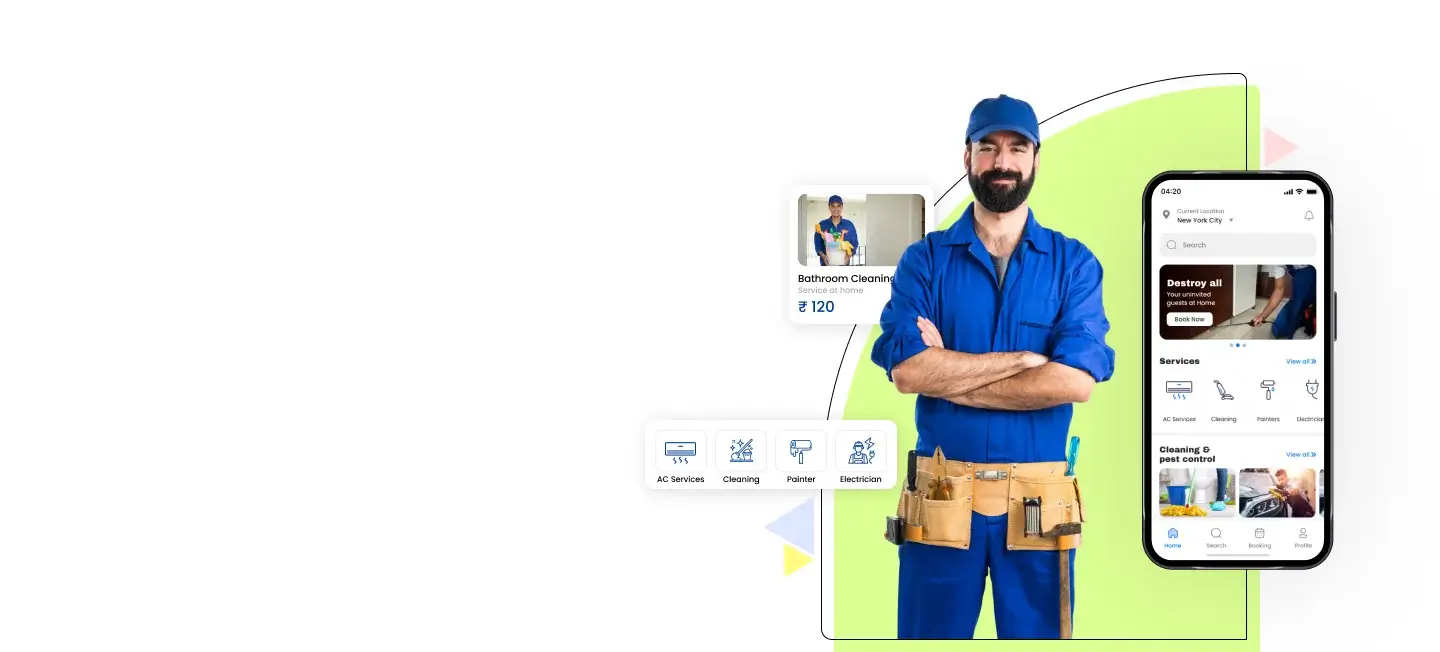 Bathroom Cleaning
Service at home
₹ 120
AC Services
Cleaning
Painter
Electrician
04:20
Current Location
New York City
Search
Destroy all
Your uninvited
guests at Home
Book Now
Services
View all
AC Services
Cleaning
Painters
Electrician
Cleaning &
pest control
View all
Home
Search
Booking
Profile